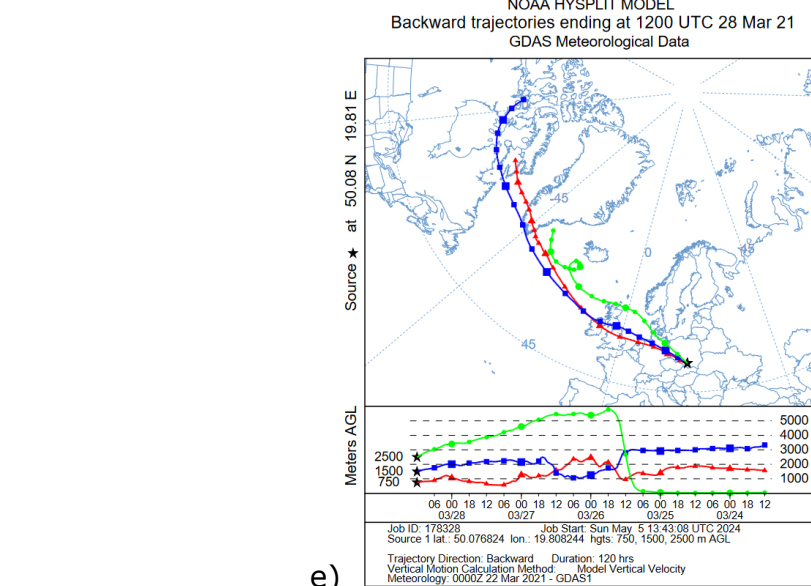 NOAA HYSPLIT MODEL
Backward trajectories ending at 1200 UTC 28 Mar 21
GDAS Meteorological Data
Source ★ at 50.08 N 19.81 E
-45
0
45
45
Meters AGL
5000
4000
3000
2500 2000
1500
750 1000
06 00 18 12 06 00 18 12 06 00 18 12 06 00 18 12 06 00 18 12
03/28 03/27 03/26 03/25 03/24
Job ID: 178328 Job Start: Sun May 5 13:43:08 UTC 2024
Source 1 lat.: 50.076824 lon.: 19.808244 hgts: 750, 1500, 2500 m AGL
Trajectory Direction: Backward Duration: 120 hrs
Vertical Motion Calculation Method: Model Vertical Velocity
Meteorology: 0000Z 22 Mar 2021 - GDAS1
e)